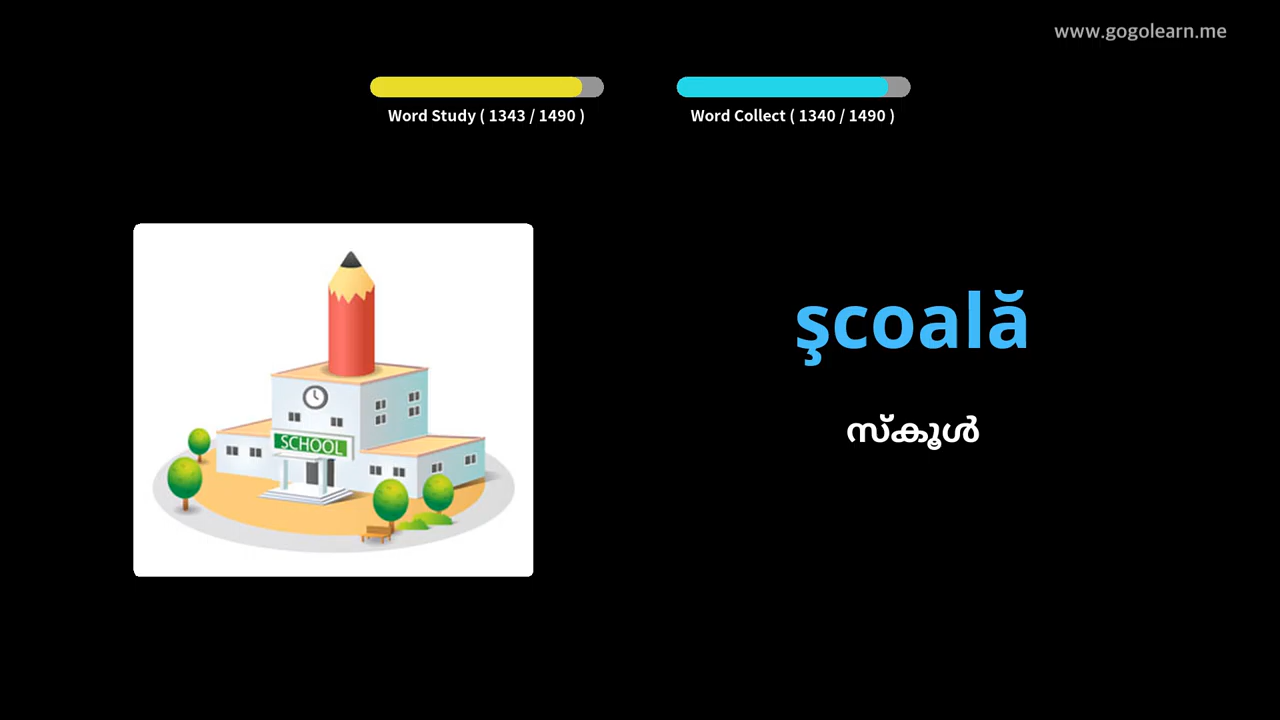 www.gogolearn.me
Word Study ( 1343 / 1490 )
Word Collect ( 1340 / 1490 )
SCHOOL
şcoală
സ്കൂൾ